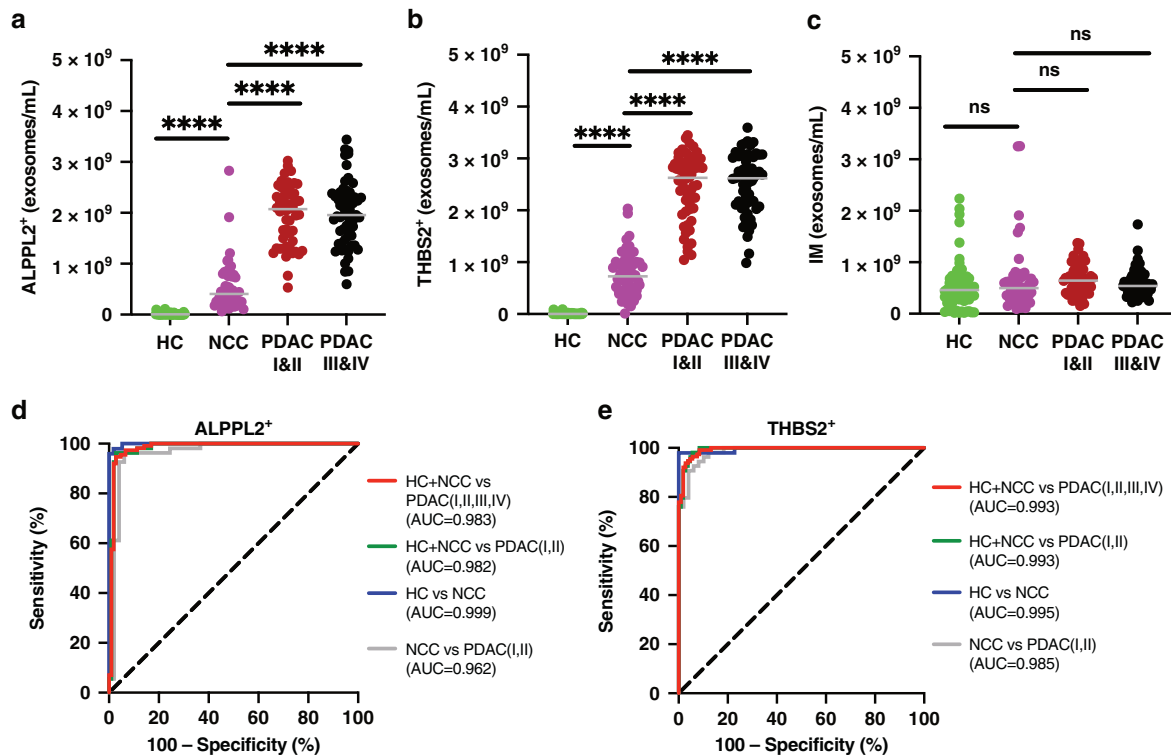 a
ALPPL2⁺ (exosomes/mL)
5 × 10⁹
4 × 10⁹
3 × 10⁹
2 × 10⁹
1 × 10⁹
0
****
****
****
HC
NCC
PDAC
I&II
PDAC
III&IV
b
THBS2⁺ (exosomes/mL)
5 × 10⁹
4 × 10⁹
3 × 10⁹
2 × 10⁹
1 × 10⁹
0
****
****
****
HC
NCC
PDAC
I&II
PDAC
III&IV
c
IM (exosomes/mL)
5 × 10⁹
4 × 10⁹
3 × 10⁹
2 × 10⁹
1 × 10⁹
0
ns
ns
ns
HC
NCC
PDAC
I&II
PDAC
III&IV
d
ALPPL2⁺
Sensitivity (%)
100
80
60
40
20
0
0 20 40 60 80 100
100 – Specificity (%)
HC+NCC vs
PDAC(I,II,III,IV)
(AUC=0.983)
HC+NCC vs PDAC(I,II)
(AUC=0.982)
HC vs NCC
(AUC=0.999)
NCC vs PDAC(I,II)
(AUC=0.962)
e
THBS2⁺
Sensitivity (%)
100
80
60
40
20
0
0 20 40 60 80 100
100 – Specificity (%)
HC+NCC vs PDAC(I,II,III,IV)
(AUC=0.993)
HC+NCC vs PDAC(I,II)
(AUC=0.993)
HC vs NCC
(AUC=0.995)
NCC vs PDAC(I,II)
(AUC=0.985)